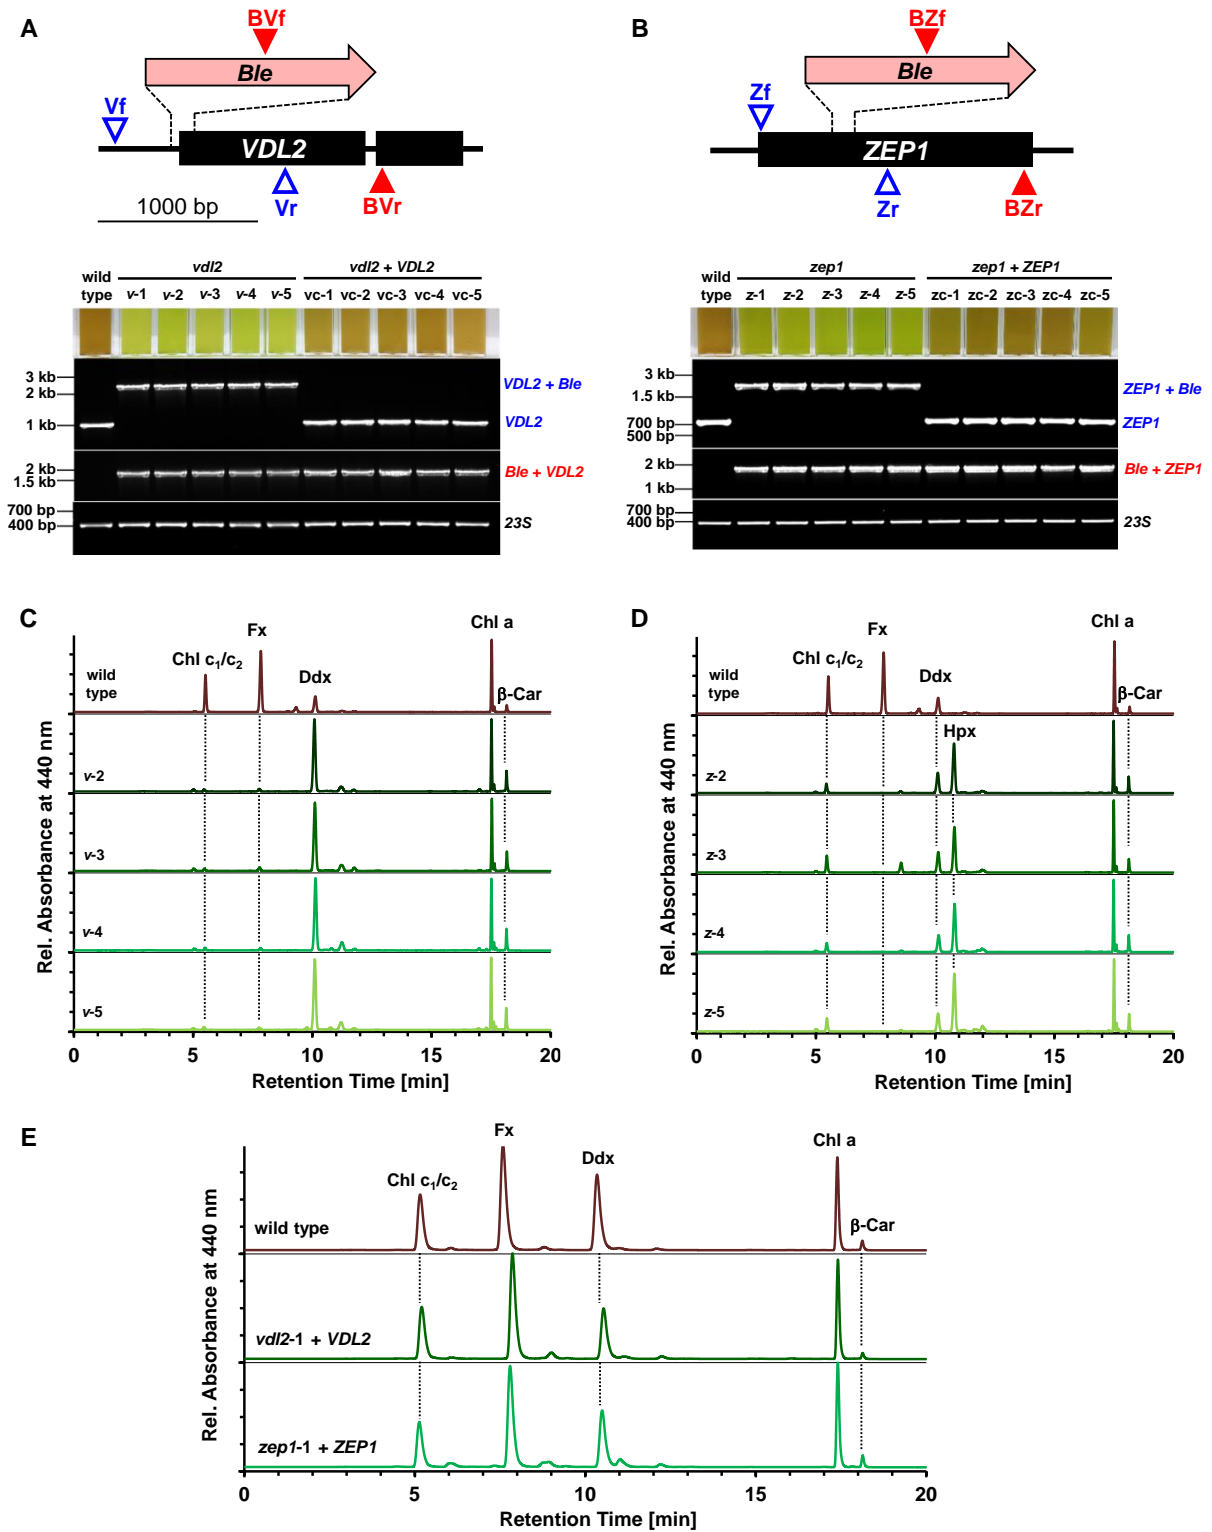 A
BVf
Ble
Vf
VDL2
Vr
BVr
1000 bp
wild type
vdl2
vdl2 + VDL2
v-1 v-2 v-3 v-4 v-5 vc-1 vc-2 vc-3 vc-4 vc-5
3 kb
2 kb
1 kb
VDL2 + Ble
VDL2
2 kb
1.5 kb
Ble + VDL2
700 bp
400 bp
23S
B
BZf
Ble
Zf
ZEP1
Zr
BZr
wild type
zep1
zep1 + ZEP1
z-1 z-2 z-3 z-4 z-5 zc-1 zc-2 zc-3 zc-4 zc-5
3 kb
1.5 kb
700 bp
500 bp
ZEP1 + Ble
ZEP1
2 kb
1 kb
Ble + ZEP1
700 bp
400 bp
23S
C
Rel. Absorbance at 440 nm
Chl c₁/c₂
Fx
Ddx
Chl a
β-Car
wild type
v-2
v-3
v-4
v-5
0 5 10 15 20
Retention Time [min]
D
Rel. Absorbance at 440 nm
Chl c₁/c₂
Fx
Ddx
Hpx
Chl a
β-Car
wild type
z-2
z-3
z-4
z-5
0 5 10 15 20
Retention Time [min]
E
Rel. Absorbance at 440 nm
Chl c₁/c₂
Fx
Ddx
Chl a
β-Car
wild type
vdl2-1 + VDL2
zep1-1 + ZEP1
0 5 10 15 20
Retention Time [min]